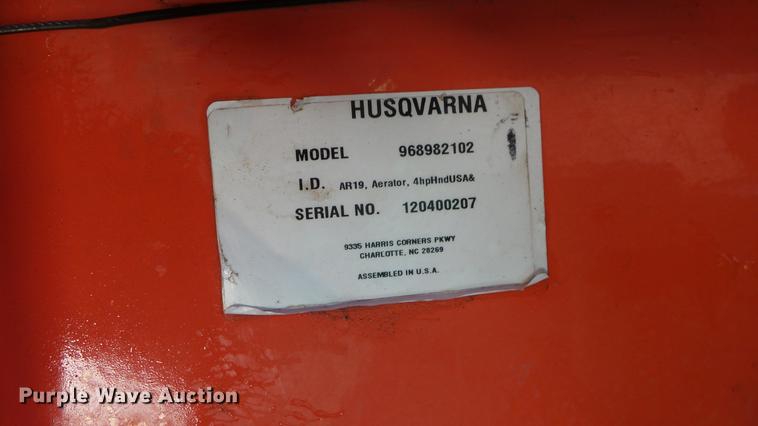 HUSQVARNA
MODEL 968982102
I.D. AR19, Aerator, 4hpHndUSA&
SERIAL NO. 120400207
9335 HARRIS CORNERS PKWY
CHARLOTTE, NC 28269
ASSEMBLED IN U.S.A.
Purple Wave Auction